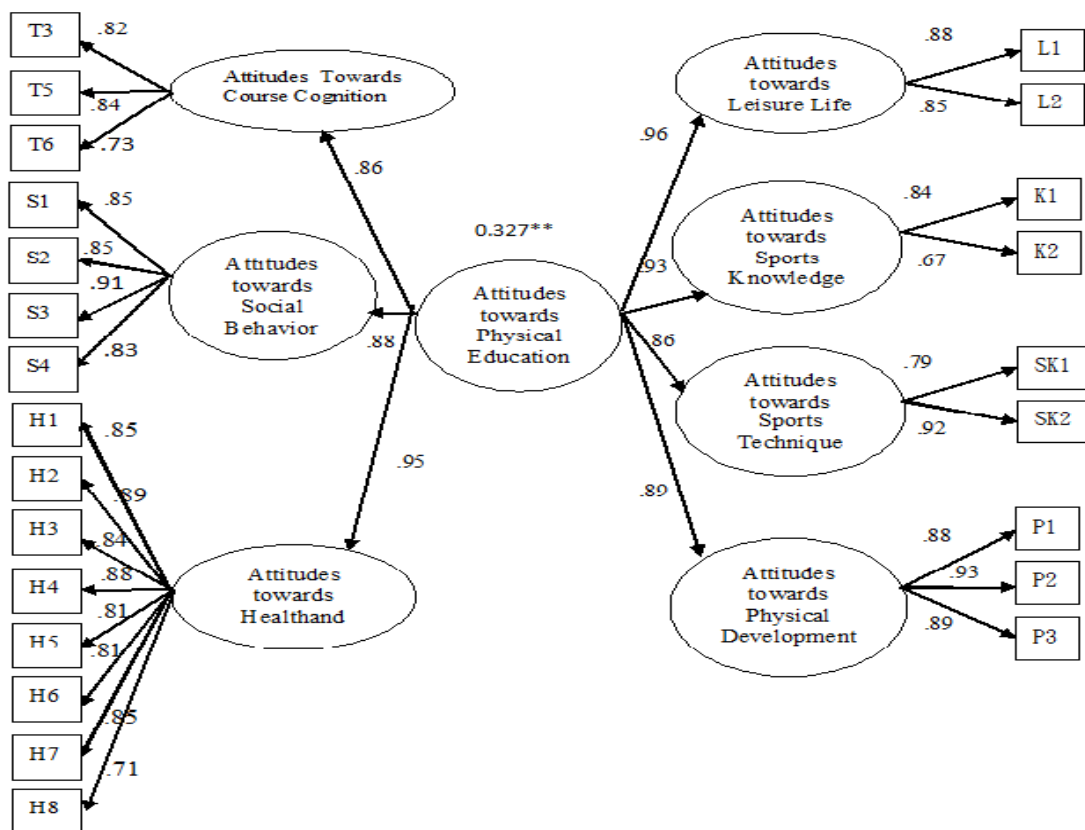 T3
.82
T5
.84
T6
.73
Attitudes Towards
Course Cognition
.86
S1
.85
S2
.85
S3
.91
S4
.83
Attitudes
towards
Social
Behavior
.88
H1
.85
H2
.89
H3
.84
H4
.88
H5
.81
H6
.81
H7
.85
H8
.71
Attitudes
towards
Healthand
.95
0.327**
Attitudes
towards
Physical
Education
.96
Attitudes
towards
Leisure Life
.88
L1
.85
L2
.93
Attitudes
towards
Sports
Knowledge
.84
K1
.67
K2
.86
Attitudes
towards
Sports
Technique
.79
SK1
.92
SK2
.89
Attitudes
towards
Physical
Development
.88
P1
.93
P2
.89
P3